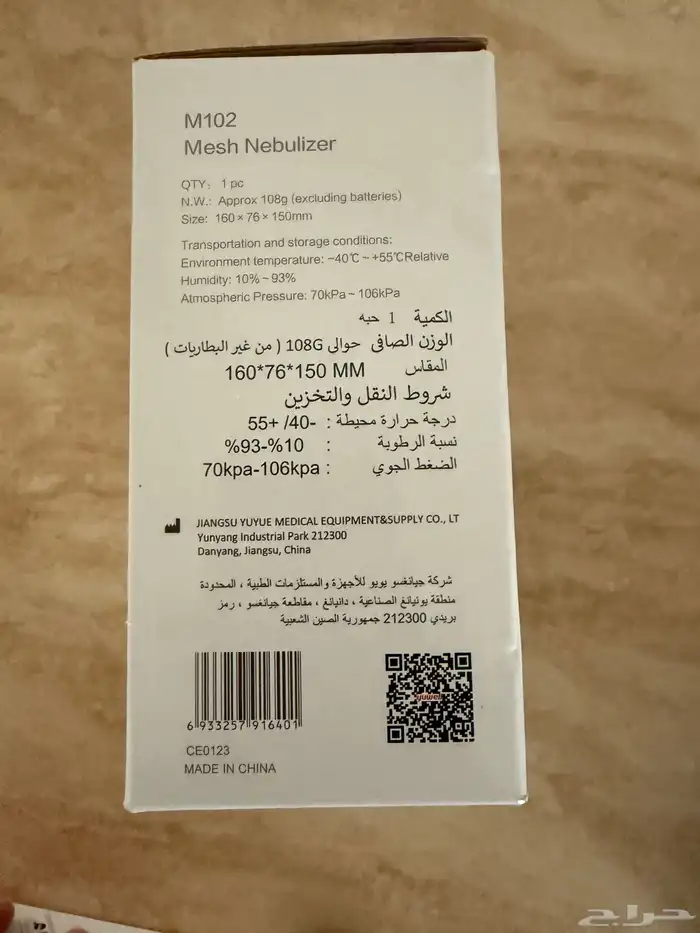 M102
Mesh Nebulizer
QTY: 1 pc
N.W.: Approx 108g (excluding batteries)
Size: 160×76×150mm
Transportation and storage conditions:
Environment temperature: −40℃ ~ +55℃Relative
Humidity: 10% ~ 93%
Atmospheric Pressure: 70kPa ~ 106kPa
الكمية 1 حبه
الوزن الصافى حوالى 108G ( من غير البطاريات )
المقاس 160*76*150 MM
شروط النقل والتخزين
درجة حرارة محيطة : -40/ +55
نسبة الرطوبة : %10-%93
الضغط الجوي : 70kpa-106kpa
JIANGSU YUYUE MEDICAL EQUIPMENT&SUPPLY CO., LT
Yunyang Industrial Park 212300
Danyang, Jiangsu, China
شركة جيانغسو يويو للأجهزة والمستلزمات الطبية ، المحدودة
منطقة يونيانغ الصناعية ، دانيانغ ، مقاطعة جيانغسو ، رمز
بريدي 212300 جمهورية الصين الشعبية
yuwell
6 933257 916401
CE0123
MADE IN CHINA
حراج